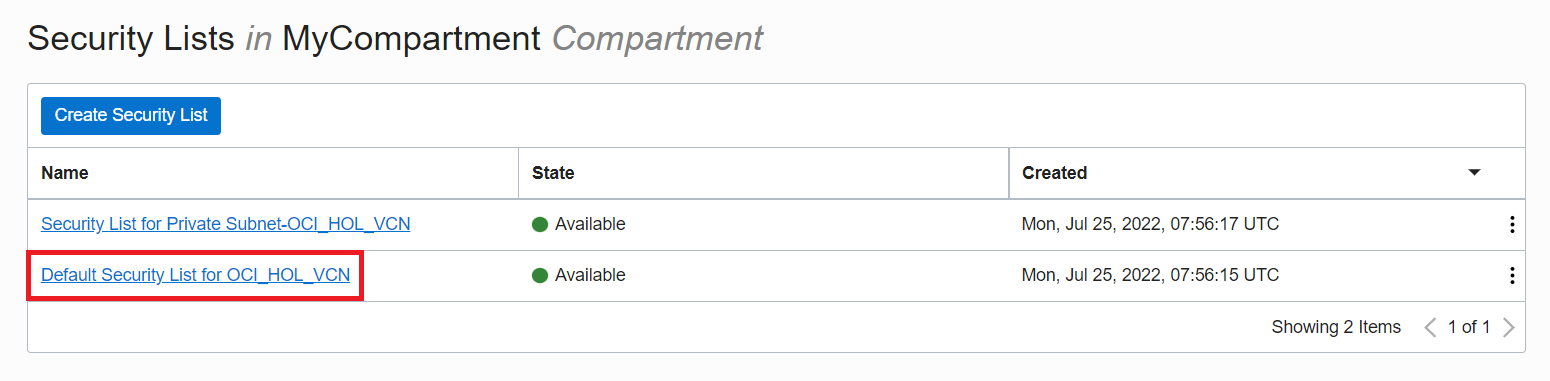 Security Lists in MyCompartment Compartment
Create Security List
Name State Created
Security List for Private Subnet-OCI_HOL_VCN Available Mon, Jul 25, 2022, 07:56:17 UTC
Default Security List for OCI_HOL_VCN Available Mon, Jul 25, 2022, 07:56:15 UTC
Showing 2 Items 1 of 1